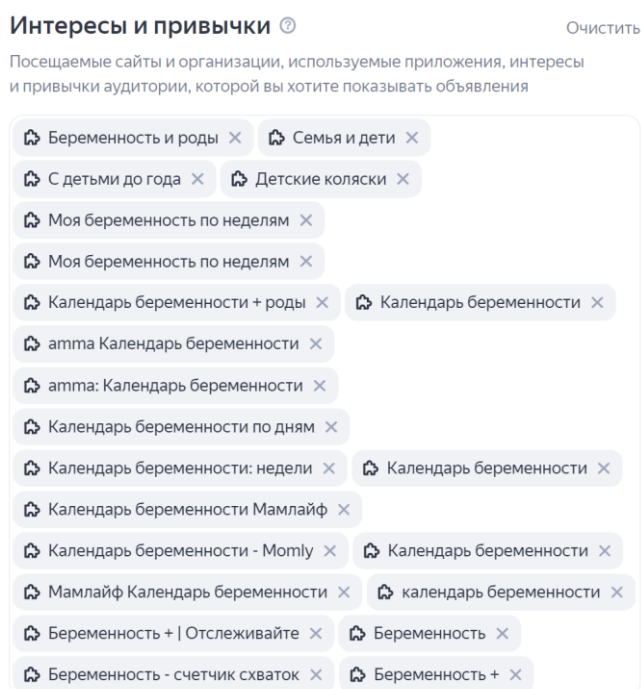 Интересы и привычки ? Очистить
Посещаемые сайты и организации, используемые приложения, интересы
и привычки аудитории, которой вы хотите показывать объявления
Беременность и роды × Семья и дети ×
С детьми до года × Детские коляски ×
Моя беременность по неделям ×
Моя беременность по неделям ×
Календарь беременности + роды × Календарь беременности ×
amma Календарь беременности ×
amma: Календарь беременности ×
Календарь беременности по дням ×
Календарь беременности: недели × Календарь беременности ×
Календарь беременности Мамлайф ×
Календарь беременности - Momly × Календарь беременности ×
Мамлайф Календарь беременности × календарь беременности ×
Беременность + | Отслеживайте × Беременность ×
Беременность - счетчик схваток × Беременность + ×